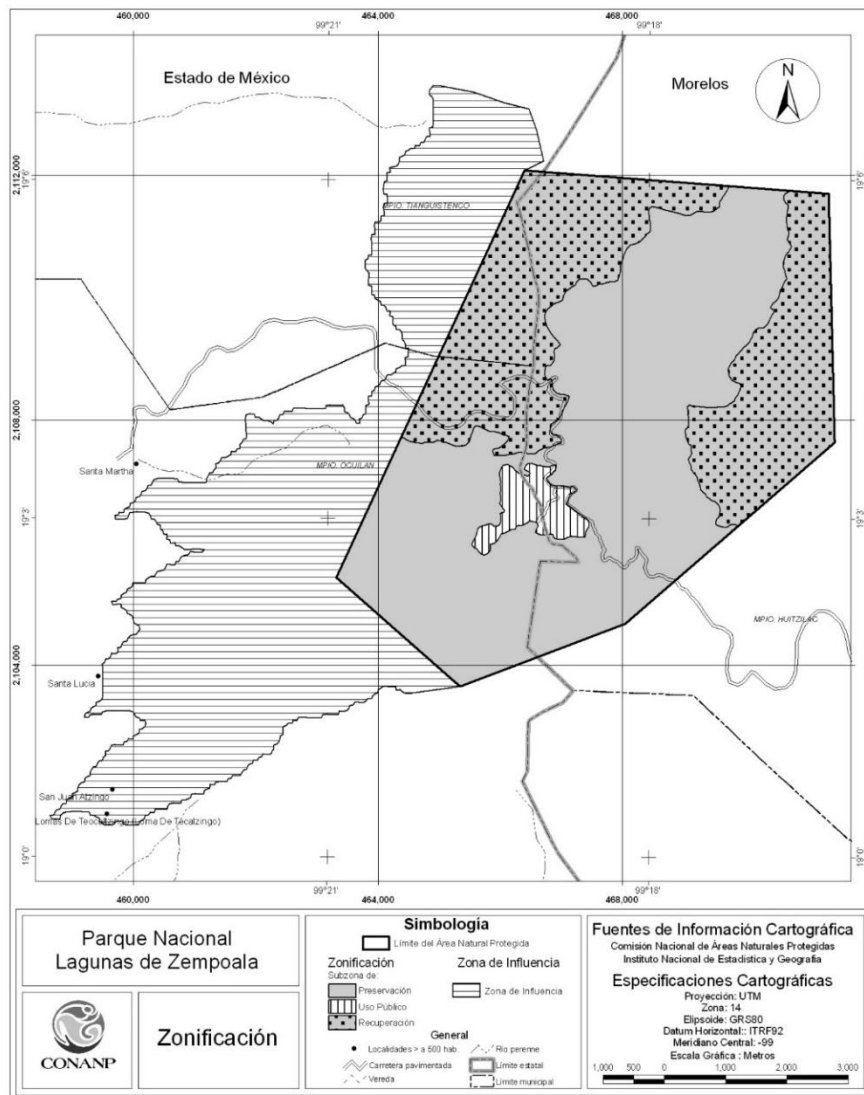 460,000 464,000 468,000
99°21' 99°18'
Estado de México
Morelos
N
2,112,000
19°6' 19°6'
MPIO. TIANGUISTENCO
2,108,000
Santa Martha
MPIO. OCUILAN
19°3' 19°3'
MPIO. HUITZILAC
2,104,000
Santa Lucia
San Juan Atzingo
Lomas De Teocaltzingo (Loma De Tecalzingo)
19°0' 19°0'
99°21' 99°18'
460,000 464,000 468,000
Parque Nacional
Lagunas de Zempoala
CONANP
Zonificación
Simbología
Límite del Área Natural Protegida
Zonificación
Subzona de:
Preservación
Uso Público
Recuperación
Zona de Influencia
Zona de Influencia
General
Localidades > a 500 hab.
Carretera pavimentada
Vereda
Río perenne
Límite estatal
Límite municipal
Fuentes de Información Cartográfica
Comisión Nacional de Áreas Naturales Protegidas
Instituto Nacional de Estadística y Geografía
Especificaciones Cartográficas
Proyección: UTM
Zona: 14
Elipsoide: GRS80
Datum Horizontal:: ITRF92
Meridiano Central: -99
Escala Gráfica : Metros
1,000 500 0 1,000 2,000 3,000